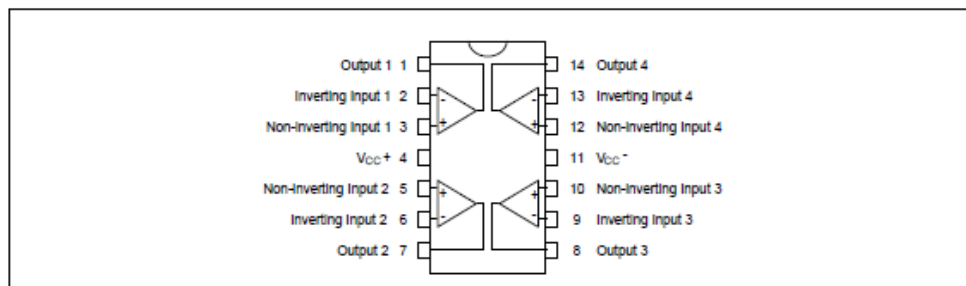 Output 1 1
Inverting Input 1 2
Non-inverting Input 1 3
VCC+ 4
Non-inverting Input 2 5
Inverting Input 2 6
Output 2 7
14 Output 4
13 Inverting Input 4
12 Non-inverting Input 4
11 VCC-
10 Non-inverting Input 3
9 Inverting Input 3
8 Output 3
-
+
-
+
+
-
+
-